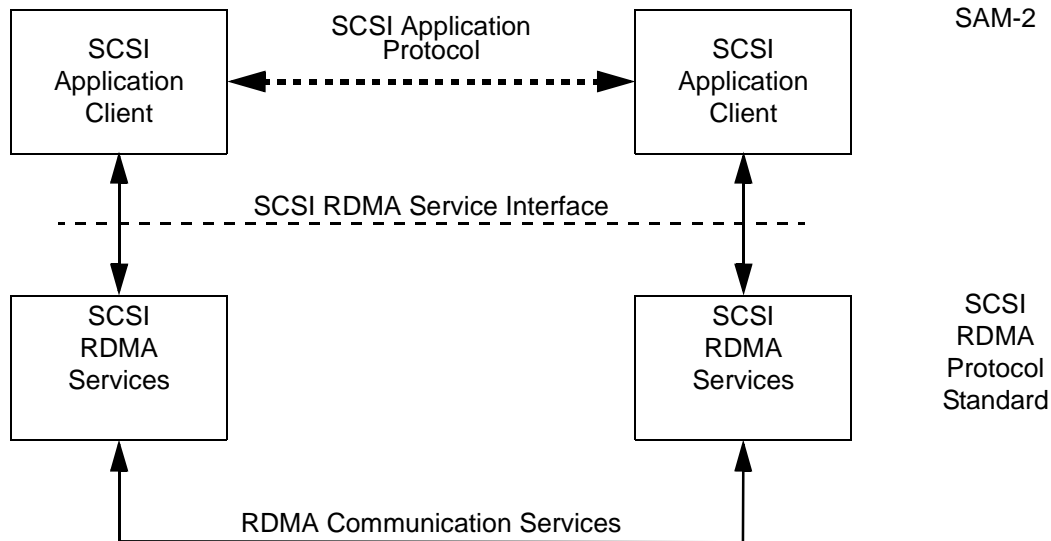 SAM-2
SCSI Application
Protocol
SCSI
Application
Client
SCSI
Application
Client
SCSI RDMA Service Interface
SCSI
RDMA
Services
SCSI
RDMA
Services
SCSI
RDMA
Protocol
Standard
RDMA Communication Services